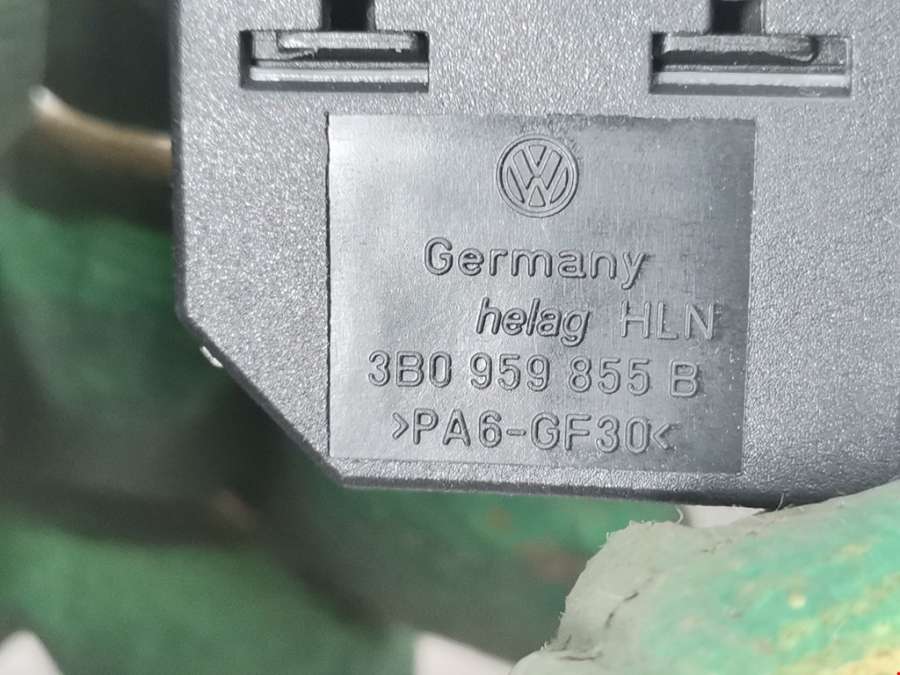 Germany
helag HLN
3B0 959 855 B
>PA6-GF30<